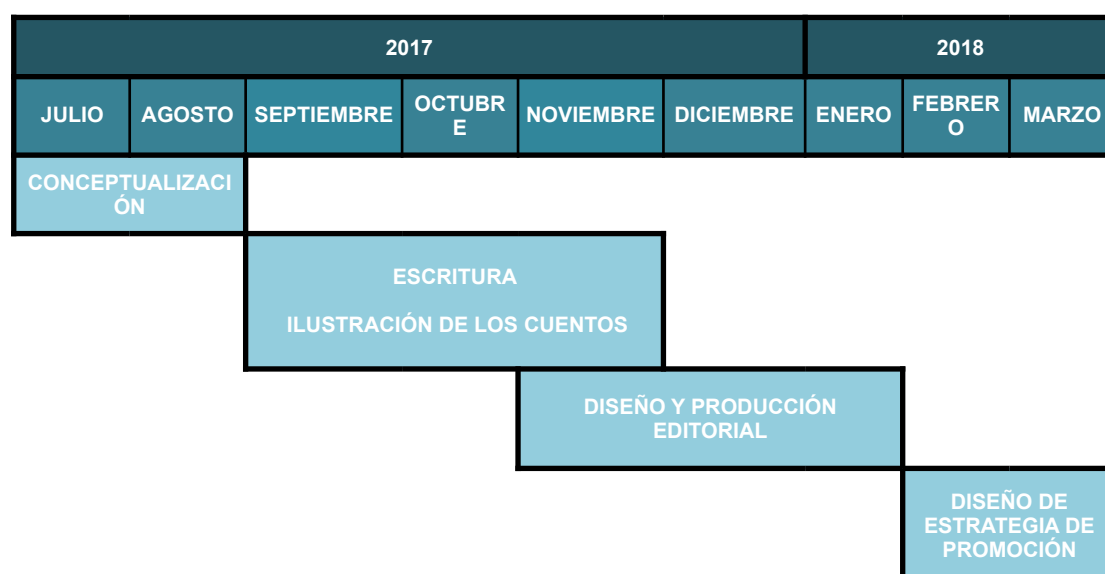 2017
2018
JULIO
AGOSTO
SEPTIEMBRE
OCTUBR
E
NOVIEMBRE
DICIEMBRE
ENERO
FEBRER
O
MARZO
CONCEPTUALIZACI
ÓN
ESCRITURA
ILUSTRACIÓN DE LOS CUENTOS
DISEÑO Y PRODUCCIÓN
EDITORIAL
DISEÑO DE
ESTRATEGIA DE
PROMOCIÓN